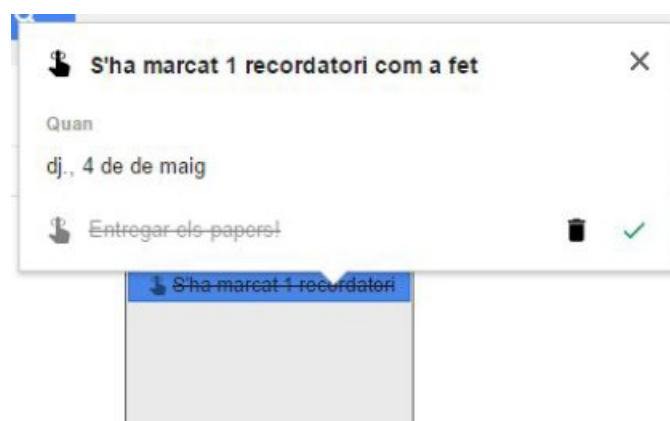 S'ha marcat 1 recordatori com a fet
Quan
dj., 4 de de maig
Entregar els papers!
S'ha marcat 1 recordatori